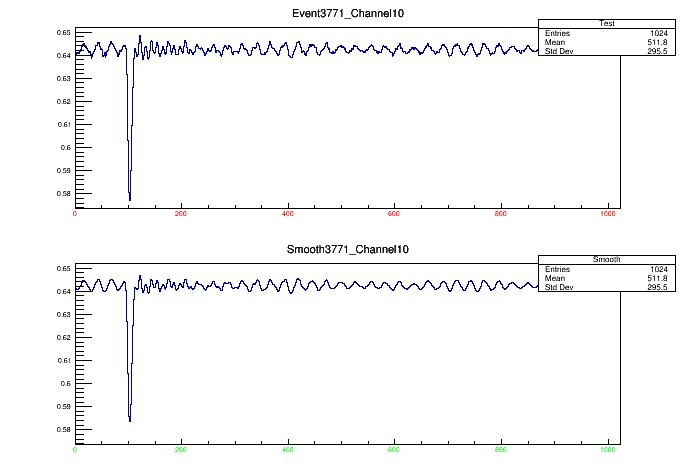 Event3771_Channel10
Test
Entries 1024
Mean 511.8
Std Dev 295.5
0.65
0.64
0.63
0.62
0.61
0.6
0.59
0.58
0 200 400 600 800 1000
Smooth3771_Channel10
Smooth
Entries 1024
Mean 511.8
Std Dev 295.5
0.65
0.64
0.63
0.62
0.61
0.6
0.59
0.58
0 200 400 600 800 1000